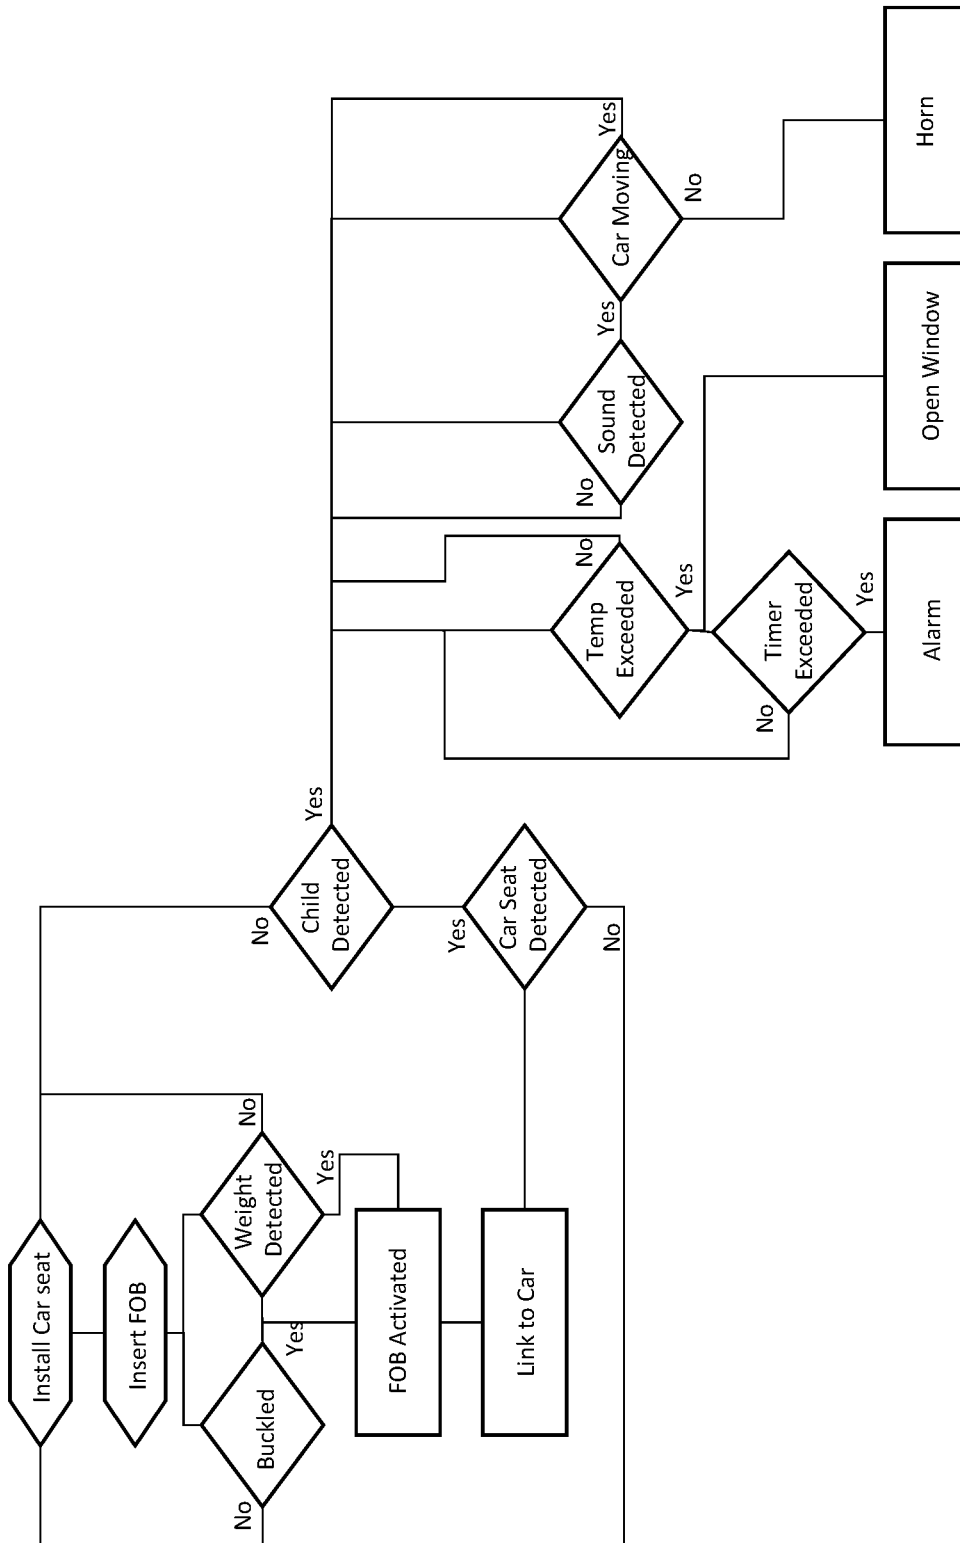 Install Car seat
Insert FOB
Buckled
No
Yes
Weight
Detected
No
Yes
FOB Activated
Link to Car
Child
Detected
No
Yes
Car Seat
Detected
Yes
No
Temp
Exceeded
No
Yes
Timer
Exceeded
No
Yes
Sound
Detected
No
Yes
Car Moving
Yes
No
Alarm
Open Window
Horn